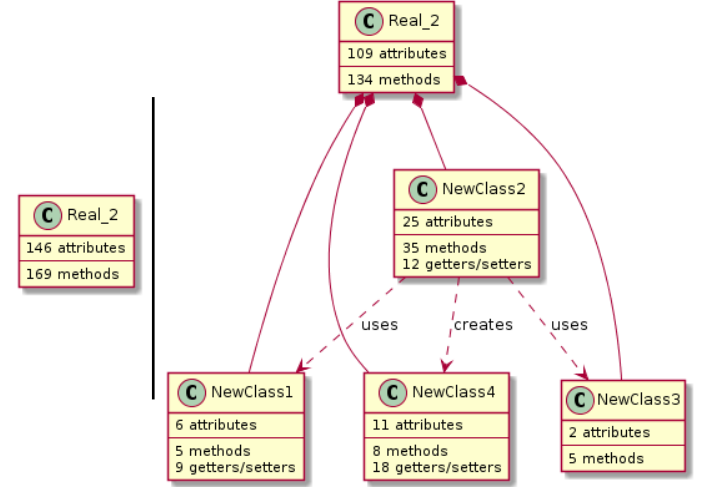 C Real_2
146 attributes
169 methods
C Real_2
109 attributes
134 methods
C NewClass2
25 attributes
35 methods
12 getters/setters
uses
creates
uses
C NewClass1
6 attributes
5 methods
9 getters/setters
C NewClass4
11 attributes
8 methods
18 getters/setters
C NewClass3
2 attributes
5 methods